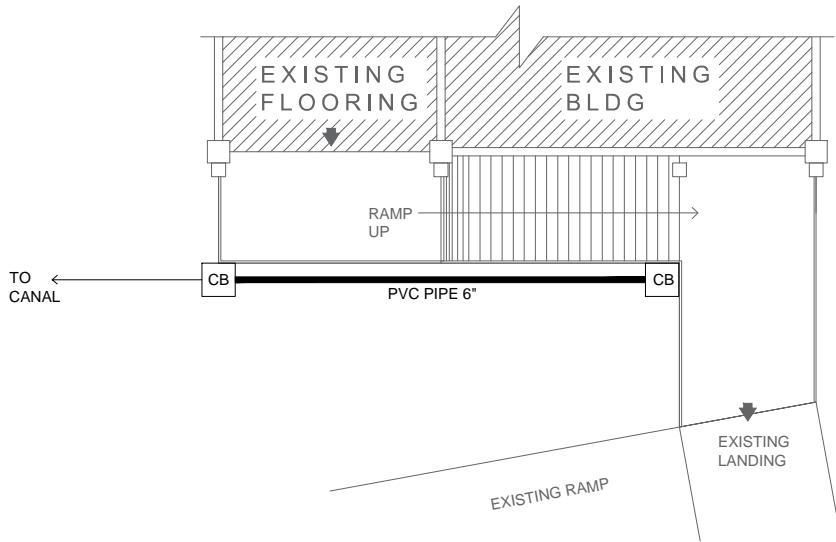 EXISTING
FLOORING
EXISTING
BLDG
RAMP
UP
TO
CANAL
CB
CB
PVC PIPE 6"
EXISTING
LANDING
EXISTING RAMP